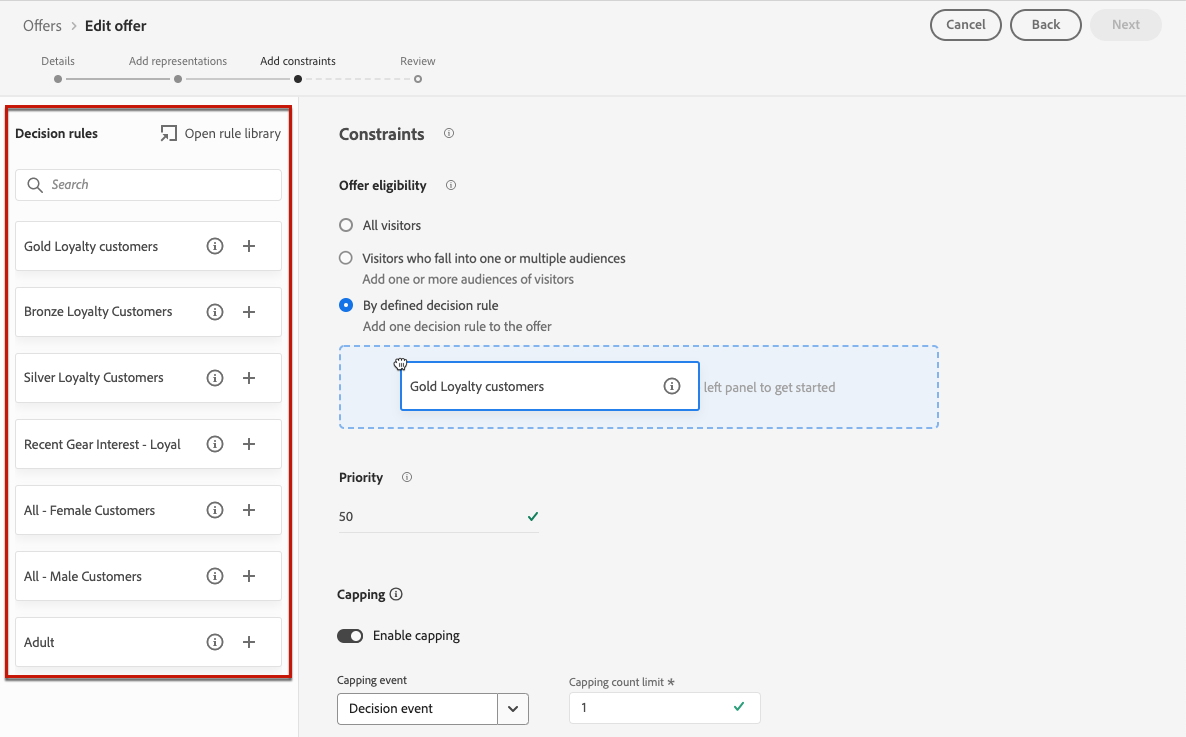 Offers > Edit offer
Cancel
Back
Next
Details
Add representations
Add constraints
Review
Decision rules
Open rule library
Search
Gold Loyalty customers
Bronze Loyalty Customers
Silver Loyalty Customers
Recent Gear Interest - Loyal
All - Female Customers
All - Male Customers
Adult
Constraints
Offer eligibility
All visitors
Visitors who fall into one or multiple audiences
Add one or more audiences of visitors
By defined decision rule
Add one decision rule to the offer
Gold Loyalty customers
left panel to get started
Priority
50
Capping
Enable capping
Capping event
Decision event
Capping count limit *
1